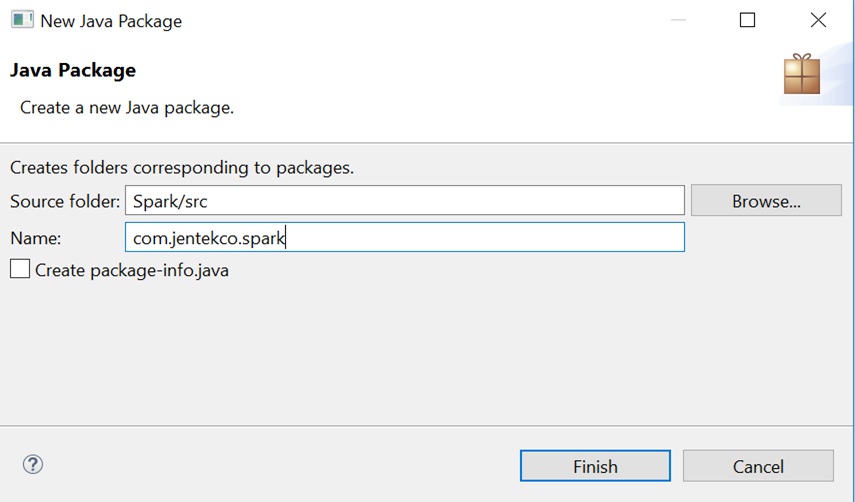 New Java Package
Java Package
Create a new Java package.
Creates folders corresponding to packages.
Source folder: Spark/src Browse...
Name: com.jentekco.spark
Create package-info.java
? Finish Cancel